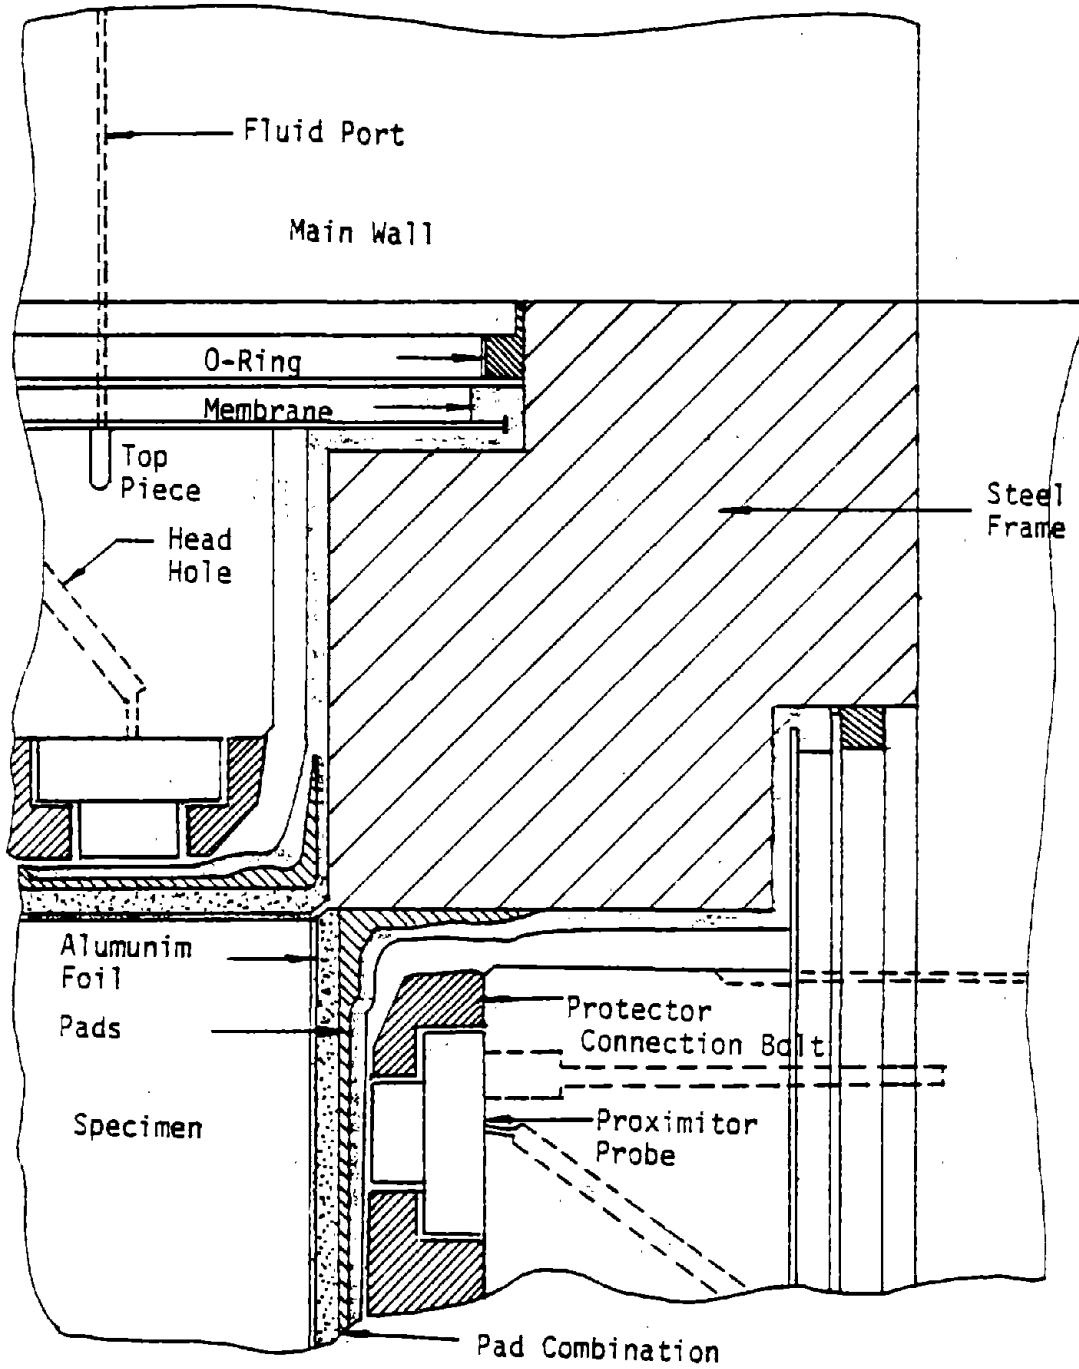 Fluid Port
Main Wall
O-Ring
Membrane
Top
Piece
Steel
Frame
Head
Hole
Alumunim
Foil
Pads
Protector
Connection Bolt
Specimen
Proximitor
Probe
Pad Combination